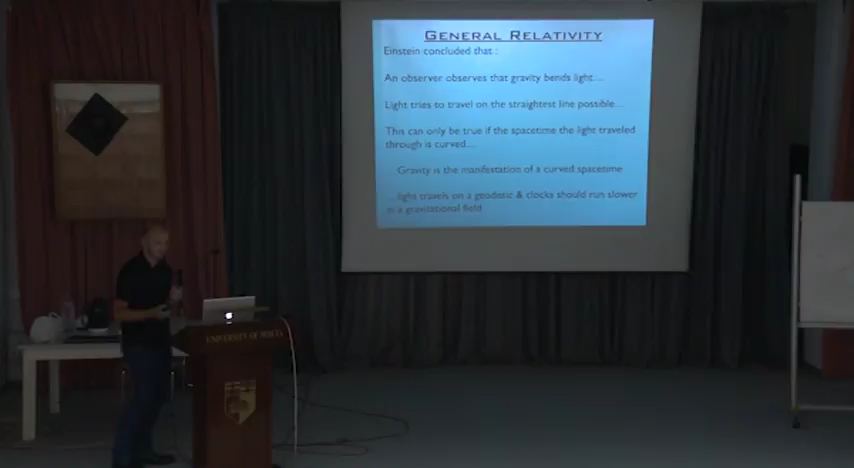 GENERAL RELATIVITY
Einstein concluded that :
An observer observes that gravity bends light...
Light tries to travel on the straightest line possible...
This can only be true if the spacetime the light traveled
through is curved...
Gravity is the manifestation of a curved spacetime
...light travels on a geodetic & clocks should run slower
in a gravitational field
UNIVERSITY OF MALTA